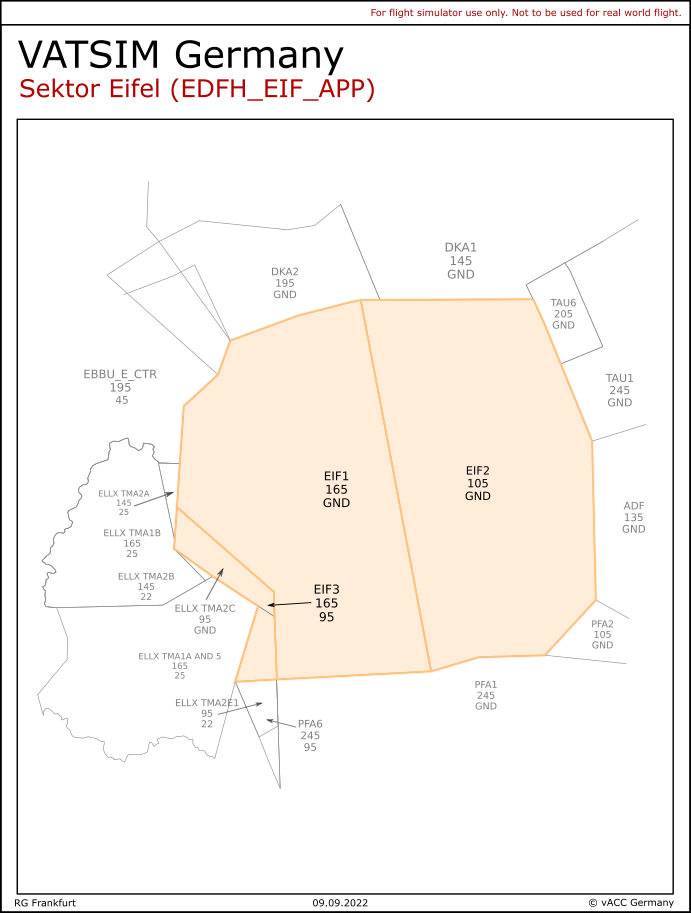 For flight simulator use only. Not to be used for real world flight.
VATSIM Germany
Sektor Eifel (EDFH_EIF_APP)
DKA1
145
GND
DKA2
195
GND
TAU6
205
GND
EBBU_E_CTR
195
45
TAU1
245
GND
EIF1
165
GND
EIF2
105
GND
ELLX TMA2A
145
25
ADF
135
GND
ELLX TMA1B
165
25
ELLX TMA2B
145
22
EIF3
165
95
ELLX TMA2C
95
GND
PFA2
105
GND
ELLX TMA1A AND 5
165
25
PFA1
245
GND
ELLX TMA2E1
95
22
PFA6
245
95
RG Frankfurt
09.09.2022
© vACC Germany